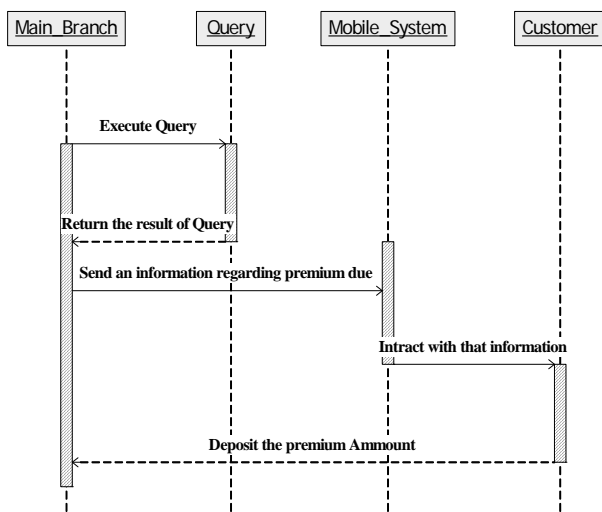 Main_Branch
Query
Mobile_System
Customer
Execute Query
Return the result of Query
Send an information regarding premium due
Intract with that information
Deposit the premium Ammount